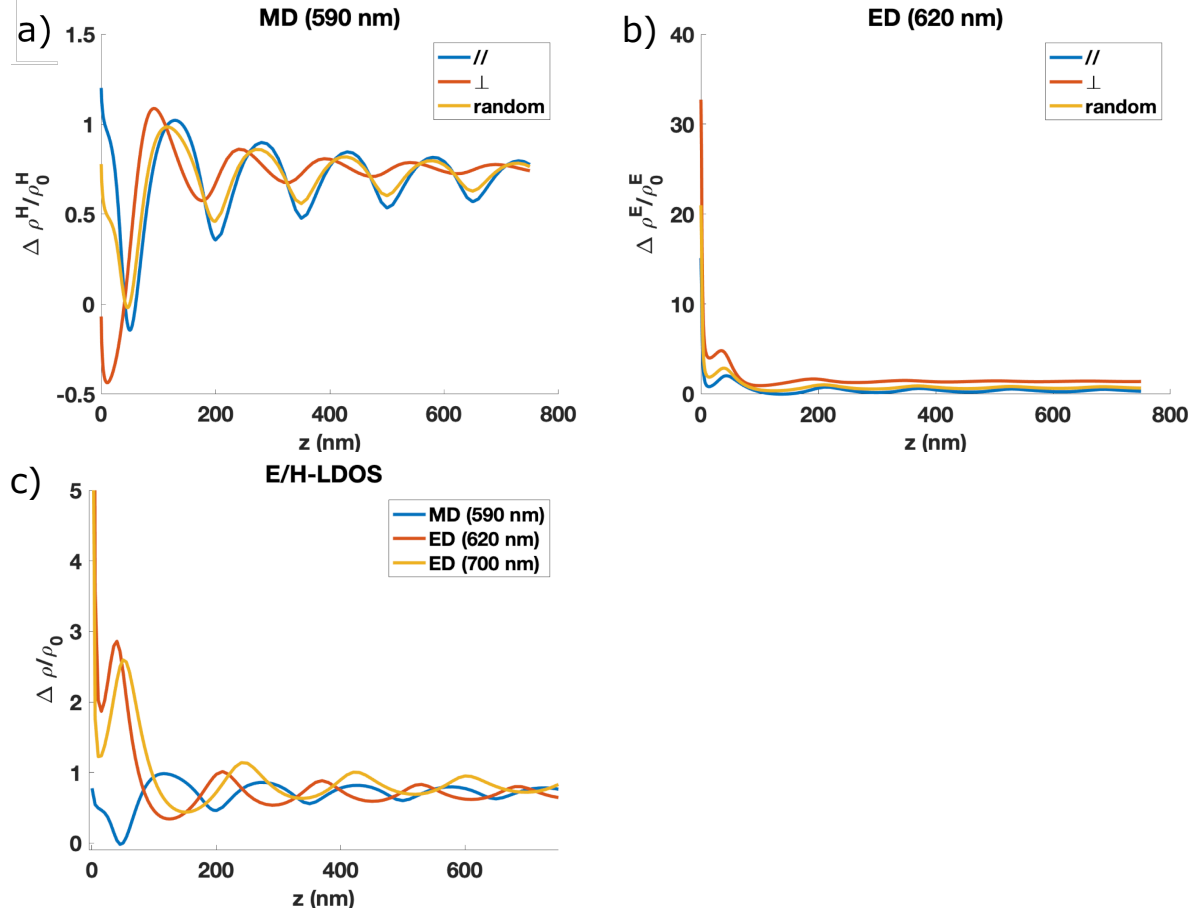 a)
MD (590 nm)
1.5
1
0.5
0
-0.5
Δ ρ^H/ρ_0^H
//
⊥
random
0
200
400
600
800
z (nm)
b)
ED (620 nm)
40
30
20
10
0
Δ ρ^E/ρ_0^E
//
⊥
random
0
200
400
600
800
z (nm)
c)
E/H-LDOS
5
4
3
2
1
0
Δ ρ/ρ_0
MD (590 nm)
ED (620 nm)
ED (700 nm)
0
200
400
600
z (nm)